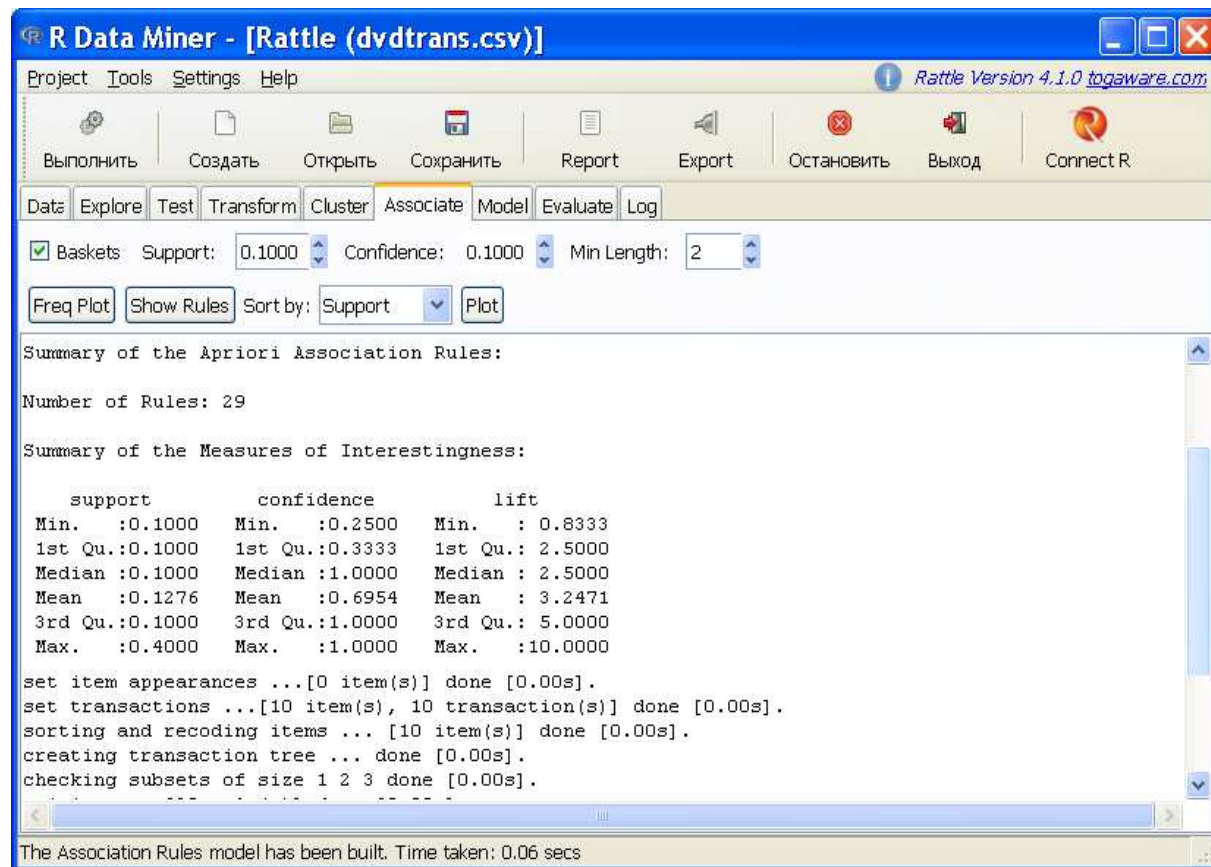 R Data Miner - [Rattle (dvdtrans.csv)]
Project Tools Settings Help Rattle Version 4.1.0 togaware.com
Выполнить Создать Открыть Сохранить Report Export Остановить Выход Connect R
Data Explore Test Transform Cluster Associate Model Evaluate Log
Baskets Support: 0.1000 Confidence: 0.1000 Min Length: 2
Freq Plot Show Rules Sort by: Support Plot
Summary of the Apriori Association Rules:
Number of Rules: 29
Summary of the Measures of Interestingness:
support confidence lift
Min. :0.1000 Min. :0.2500 Min. : 0.8333
1st Qu.:0.1000 1st Qu.:0.3333 1st Qu.: 2.5000
Median :0.1000 Median :1.0000 Median : 2.5000
Mean :0.1276 Mean :0.6954 Mean : 3.2471
3rd Qu.:0.1000 3rd Qu.:1.0000 3rd Qu.: 5.0000
Max. :0.4000 Max. :1.0000 Max. :10.0000
set item appearances ...[0 item(s)] done [0.00s].
set transactions ...[10 item(s), 10 transaction(s)] done [0.00s].
sorting and recoding items ... [10 item(s)] done [0.00s].
creating transaction tree ... done [0.00s].
checking subsets of size 1 2 3 done [0.00s].
The Association Rules model has been built. Time taken: 0.06 secs